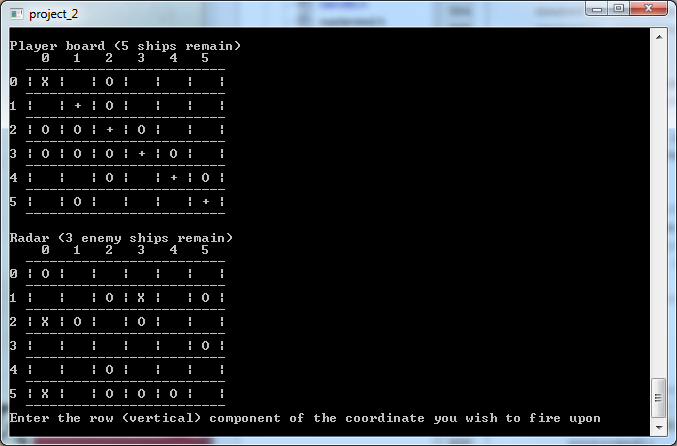 project_2
Player board (5 ships remain)
0 1 2 3 4 5
0 ¦ X ¦   ¦ O ¦   ¦   ¦   ¦
1 ¦   ¦ + ¦ O ¦   ¦   ¦   ¦
2 ¦ O ¦ O ¦ + ¦ O ¦   ¦   ¦
3 ¦ O ¦ O ¦ O ¦ + ¦ O ¦   ¦
4 ¦   ¦   ¦ O ¦   ¦ + ¦ O ¦
5 ¦   ¦ O ¦   ¦   ¦   ¦ + ¦
Radar (3 enemy ships remain)
0 1 2 3 4 5
0 ¦ O ¦   ¦   ¦   ¦   ¦   ¦
1 ¦   ¦   ¦ O ¦ X ¦   ¦ O ¦
2 ¦ X ¦ O ¦   ¦ O ¦   ¦   ¦
3 ¦   ¦   ¦   ¦   ¦   ¦ O ¦
4 ¦   ¦   ¦ O ¦   ¦   ¦   ¦
5 ¦ X ¦   ¦ O ¦ O ¦ O ¦   ¦
Enter the row (vertical) component of the coordinate you wish to fire upon